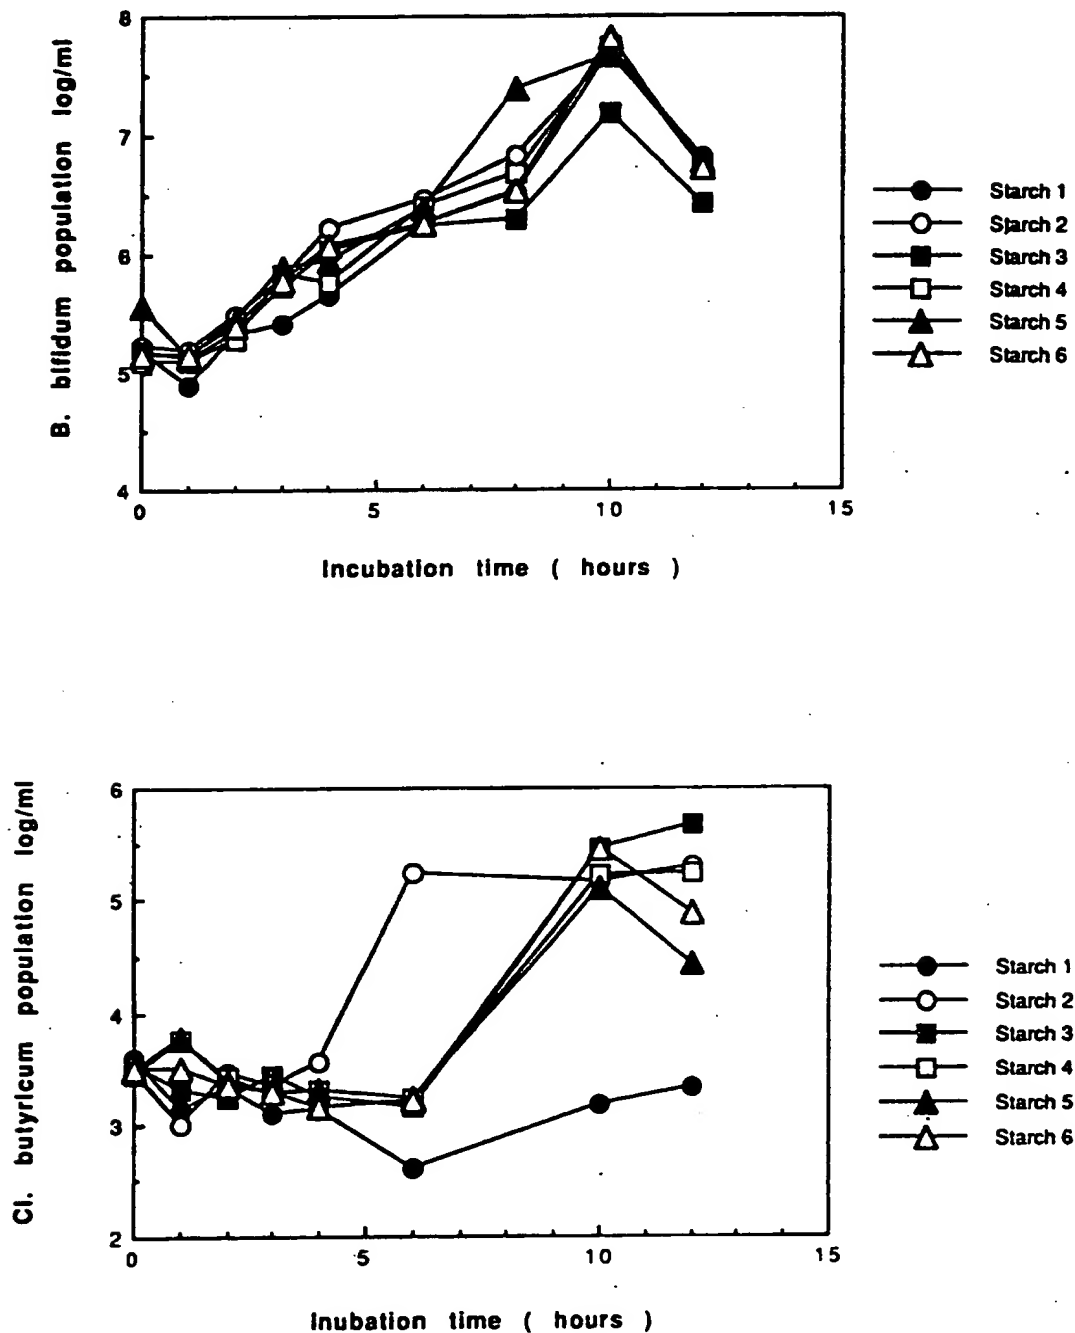 8
7
6
5
4
0 5 10 15
B. bifidum population log/ml
Incubation time ( hours )
Starch 1
Starch 2
Starch 3
Starch 4
Starch 5
Starch 6
6
5
4
3
2
0 5 10 15
Cl. butyricum population log/ml
Inubation time ( hours )
Starch 1
Starch 2
Starch 3
Starch 4
Starch 5
Starch 6